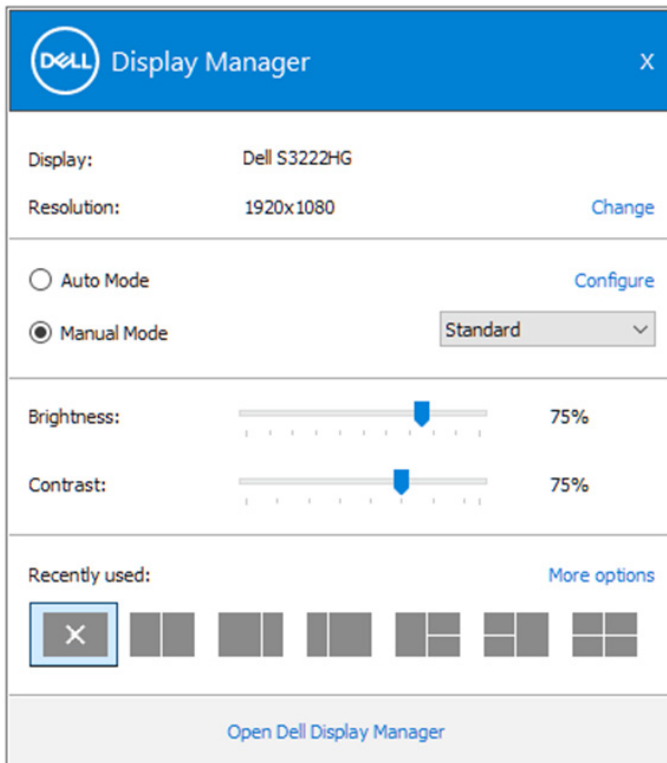 DELL Display Manager X
Display: Dell S3222HG
Resolution: 1920x1080 Change
Auto Mode Configure
Manual Mode Standard
Brightness: 75%
Contrast: 75%
Recently used: More options
Open Dell Display Manager